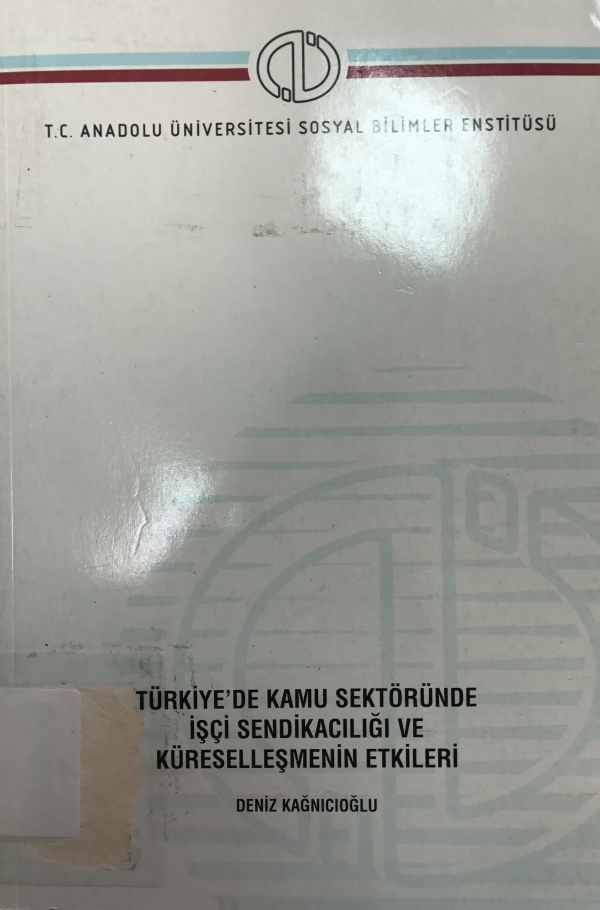 T.C. ANADOLU ÜNİVERSİTESİ SOSYAL BİLİMLER ENSTİTÜSÜ
TÜRKİYE'DE KAMU SEKTÖRÜNDE
İŞÇİ SENDİKACILIĞI VE
KÜRESELLEŞMENİN ETKİLERİ
DENİZ KAĞNICIOĞLU